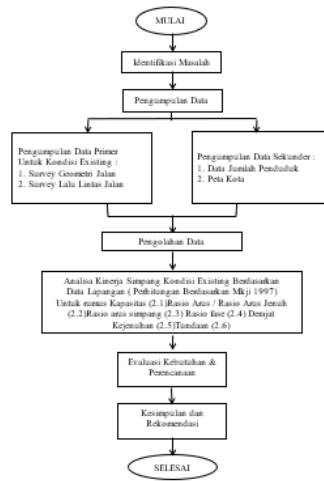 MULAI
Identifikasi Masalah
Pengumpulan Data
Pengumpulan Data Primer
Untuk Kondisi Existing :
1. Survey Geometri Jalan
2. Survey Lalu Lintas Jalan
Pengumpulan Data Sekunder :
1. Data Jumlah Penduduk
2. Peta Kota
Pengolahan Data
Analisa Kinerja Simpang Kondisi Existing Berdasarkan
Data Lapangan ( Perhitungan Berdasarkan Mkji 1997)
Untuk rumus Kapasitas (2.1)Rasio Arus / Rasio Arus Jenuh
(2.2)Rasio arus simpang (2.3) Rasio fase (2.4) Derajat
Kejenuhan (2.5)Tundaan (2.6)
Evaluasi Kebutuhan &
Perencanaan
Kesimpulan dan
Rekomendasi
SELESAI